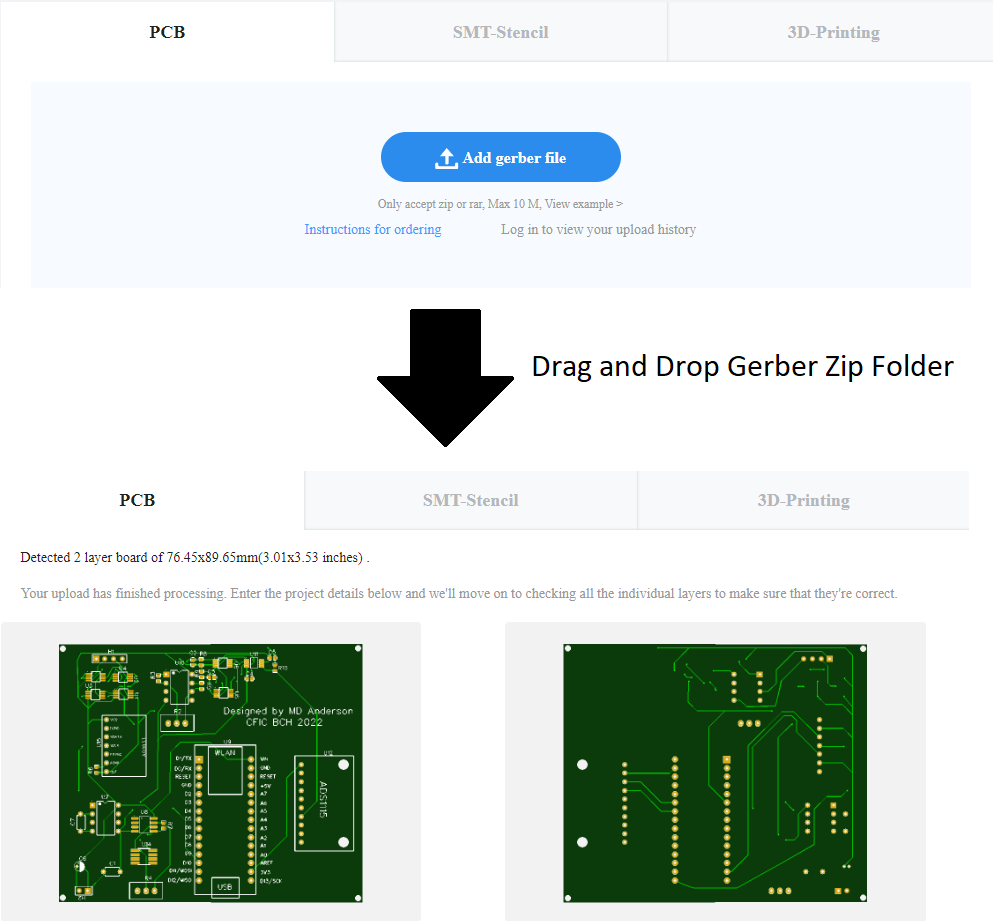 PCB
SMT-Stencil
3D-Printing
Add gerber file
Only accept zip or rar, Max 10 M, View example >
Instructions for ordering
Log in to view your upload history
Drag and Drop Gerber Zip Folder
PCB
SMT-Stencil
3D-Printing
Detected 2 layer board of 76.45x89.65mm(3.01x3.53 inches) .
Your upload has finished processing. Enter the project details below and we'll move on to checking all the individual layers to make sure that they're correct.
H1
Designed by MD Anderson
CFIC BCH 2022
U9
WLAN
U12
D1/TX
D0/RX
RESET
GND
D2
D3
D4
D5
D6
D7
D8
D9
D10
D11/MOSI
D12/MISO
VIN
GND
RESET
+5V
A7
A6
A5
A4
A3
A2
A1
A0
AREF
3V3
D13/SCK
ADS1115
USB